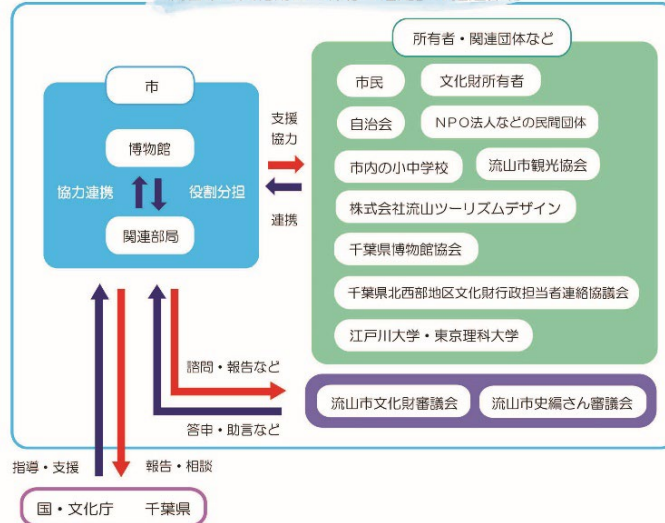 所有者・関連団体など
市
市民
文化財所有者
博物館
支援
協力
自治会
NPO法人などの民間団体
協力連携
役割分担
市内の小中学校
流山市観光協会
関連部局
連携
株式会社流山ツーリズムデザイン
千葉県博物館協会
千葉県北西部地区文化財行政担当者連絡協議会
江戸川大学・東京理科大学
諮問・報告など
流山市文化財審議会
流山市史編さん審議会
答申・助言など
指導・支援
報告・相談
国・文化庁
千葉県